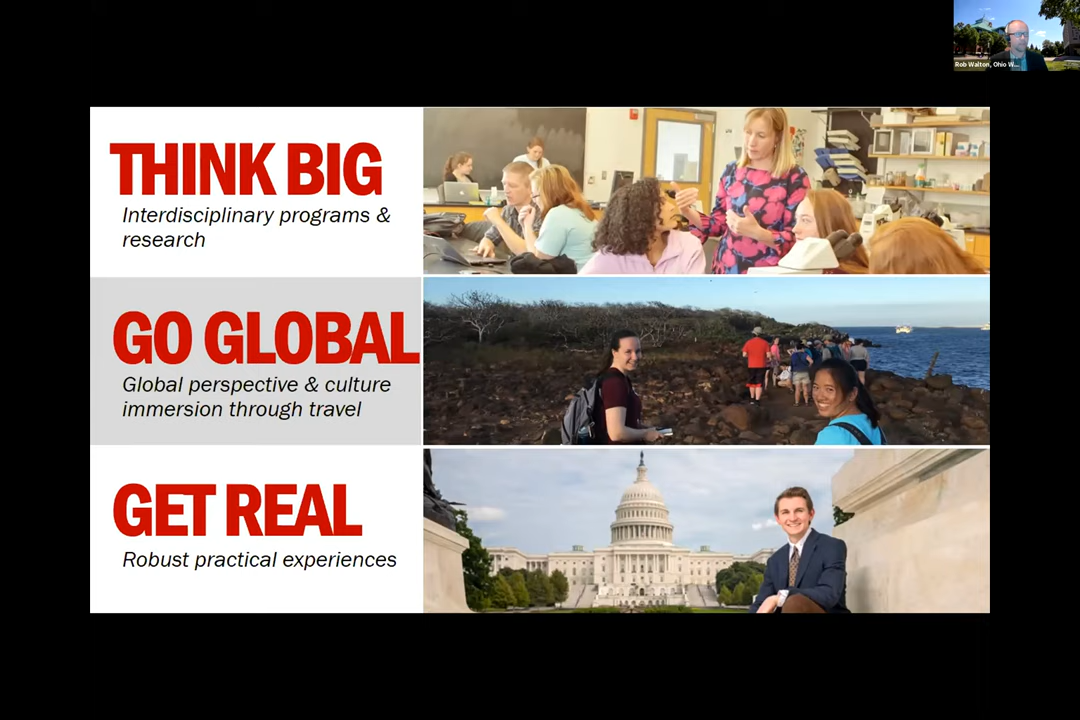 Rob Walton, Ohio W...
THINK BIG
Interdisciplinary programs &
research
GO GLOBAL
Global perspective & culture
immersion through travel
GET REAL
Robust practical experiences